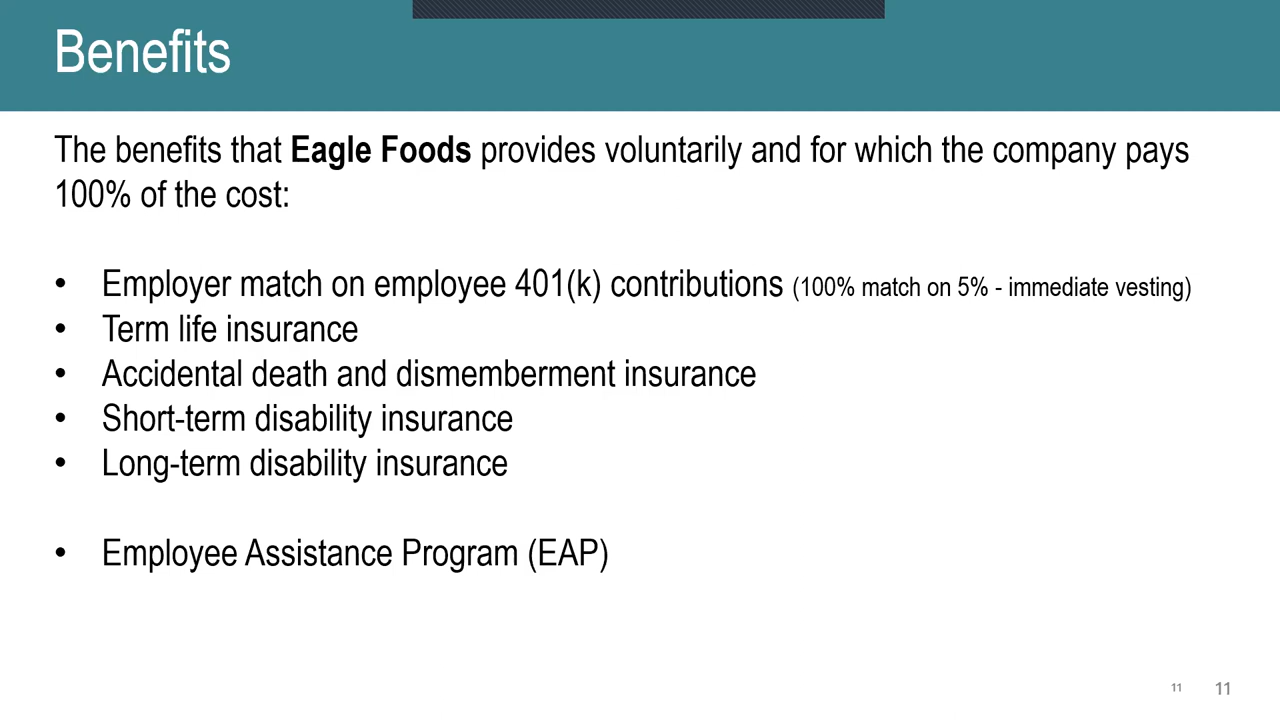 Benefits
The benefits that Eagle Foods provides voluntarily and for which the company pays
100% of the cost:
• Employer match on employee 401(k) contributions (100% match on 5% - immediate vesting)
• Term life insurance
• Accidental death and dismemberment insurance
• Short-term disability insurance
• Long-term disability insurance
• Employee Assistance Program (EAP)
11 11